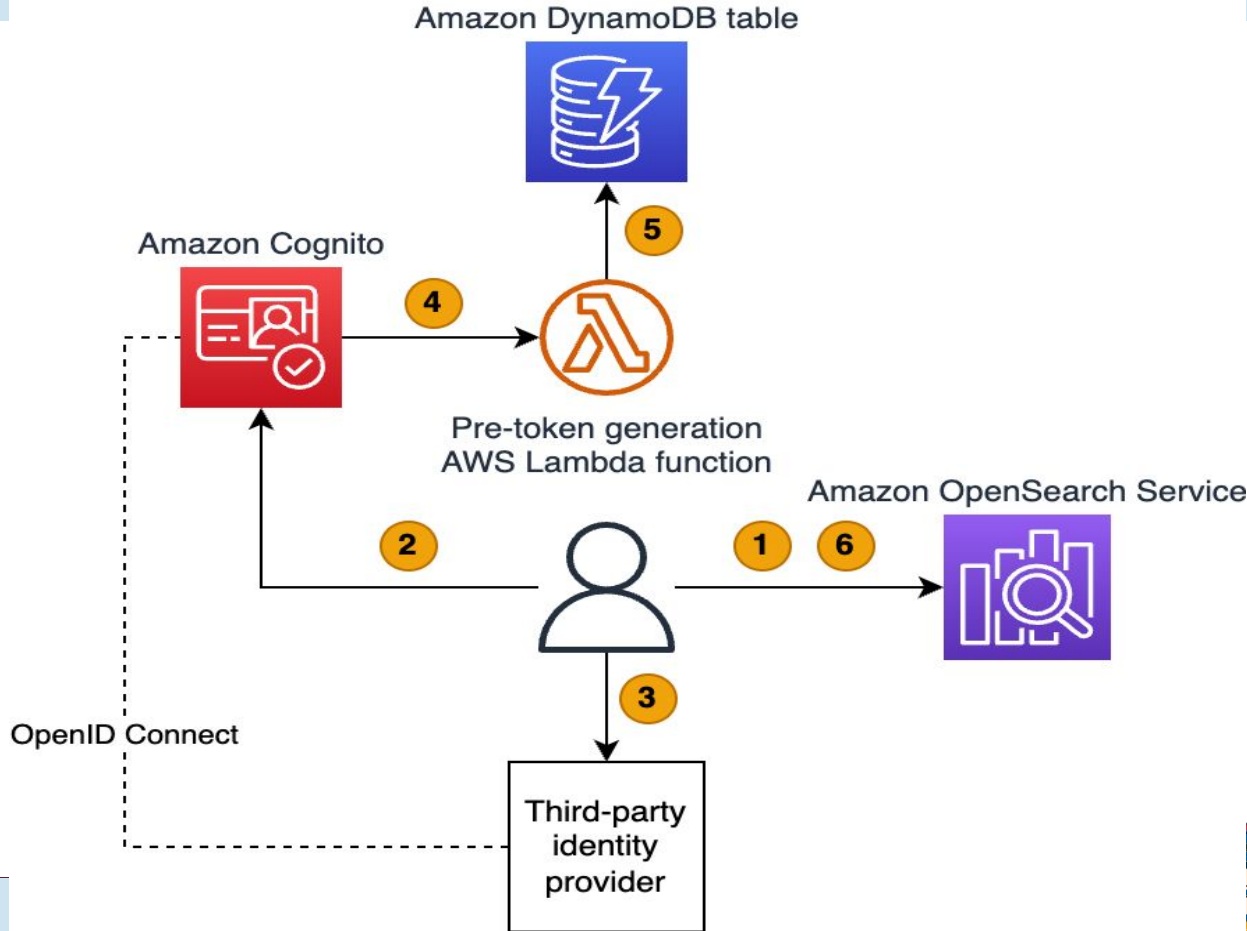 Amazon DynamoDB table
5
Amazon Cognito
4
Pre-token generation
AWS Lambda function
Amazon OpenSearch Service
2
1
6
3
OpenID Connect
Third-party
identity
provider